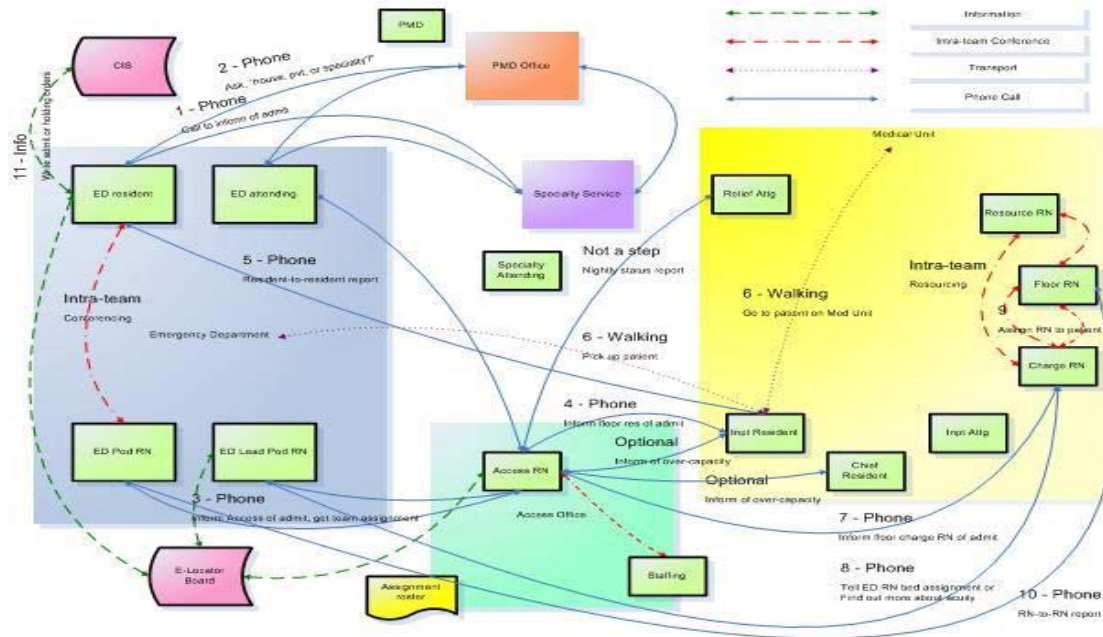 PMD
Information
Intra-team Conference
Transport
Phone Call
CIS
2 - Phone
Ask, "house, pvt, or specialty?"
PMD Office
1 - Phone
Call to inform of admit
11 - Info
Write admit or holding orders
Medical Unit
ED resident
ED attending
Specialty Service
Relief Attg
Resource RN
5 - Phone
Resident-to-resident report
Specialty
Attending
Not a step
Nightly status report
Intra-team
Resourcing
Floor RN
Intra-team
Conferencing
6 - Walking
Go to patient on Med Unit
9
Assign RN to patient
Emergency Department
6 - Walking
Pick up patient
Charge RN
4 - Phone
Inform floor res of admit
ED Pod RN
ED Lead Pod RN
Access RN
Optional
Inform of over-capacity
Inpt Resident
Inpt Attg
Chief
Resident
Optional
Inform of over-capacity
3 - Phone
Inform Access of admit, get team assignment
Access Office
7 - Phone
Inform floor charge RN of admit
E-Locator
Board
Assignment
roster
Staffing
8 - Phone
Tell ED RN bed assignment or
Find out more about acuity
10 - Phone
RN-to-RN report